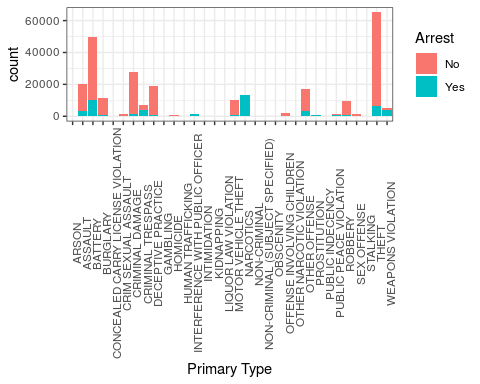 count
60000
40000
20000
0
Arrest
No
Yes
ARSON
ASSAULT
BATTERY
BURGLARY
CONCEALED CARRY LICENSE VIOLATION
CRIM SEXUAL ASSAULT
CRIMINAL DAMAGE
CRIMINAL TRESPASS
DECEPTIVE PRACTICE
GAMBLING
HOMICIDE
HUMAN TRAFFICKING
INTERFERENCE WITH PUBLIC OFFICER
INTIMIDATION
KIDNAPPING
LIQUOR LAW VIOLATION
MOTOR VEHICLE THEFT
NARCOTICS
NON-CRIMINAL
NON-CRIMINAL (SUBJECT SPECIFIED)
OBSCENITY
OFFENSE INVOLVING CHILDREN
OTHER NARCOTIC VIOLATION
OTHER OFFENSE
PROSTITUTION
PUBLIC INDECENCY
PUBLIC PEACE VIOLATION
ROBBERY
SEX OFFENSE
STALKING
THEFT
WEAPONS VIOLATION
Primary Type